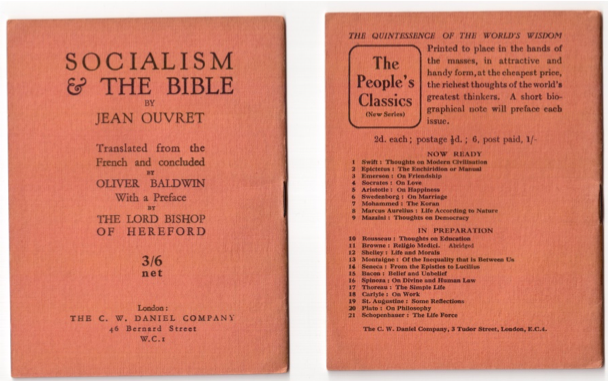 SOCIALISM
& THE BIBLE
BY
JEAN OUVRET
Translated from the
French and concluded
BY
OLIVER BALDWIN
With a Preface
BY
THE LORD BISHOP
OF HEREFORD
3/6
net
London:
THE C. W. DANIEL COMPANY
46 Bernard Street
W.C.1
THE QUINTESSENCE OF THE WORLD'S WISDOM
The
People's
Classics
(New Series)
Printed to place in the hands of
the masses, in attractive and
handy form, at the cheapest price,
the richest thoughts of the world's
greatest thinkers. A short bio-
graphical note will preface each
issue.
2d. each; postage ½d.; 6, post paid, 1/-
NOW READY
1 Swift: Thoughts on Modern Civilisation
2 Epictetus: The Enchiridion or Manual
3 Emerson: On Friendship
4 Socrates: On Love
5 Aristotle: On Happiness
6 Swedenborg: On Marriage
7 Mohammed: The Koran
8 Marcus Aurelius: Life According to Nature
9 Mazzini: Thoughts on Democracy
IN PREPARATION
10 Rousseau: Thoughts on Education
11 Browne: Religio Medici. Abridged
12 Shelley: Life and Morals
13 Montaigne: Of the Inequality that is Between Us
14 Seneca: From the Epistles to Lucilius
15 Bacon: Belief and Unbelief
16 Spinoza: On Divine and Human Law
17 Thoreau: The Simple Life
18 Carlyle: On Work
19 St. Augustine: Some Reflections
20 Plato: On Philosophy
21 Schopenhauer: The Life Force
The C. W. Daniel Company, 3 Tudor Street, London, E.C.4.